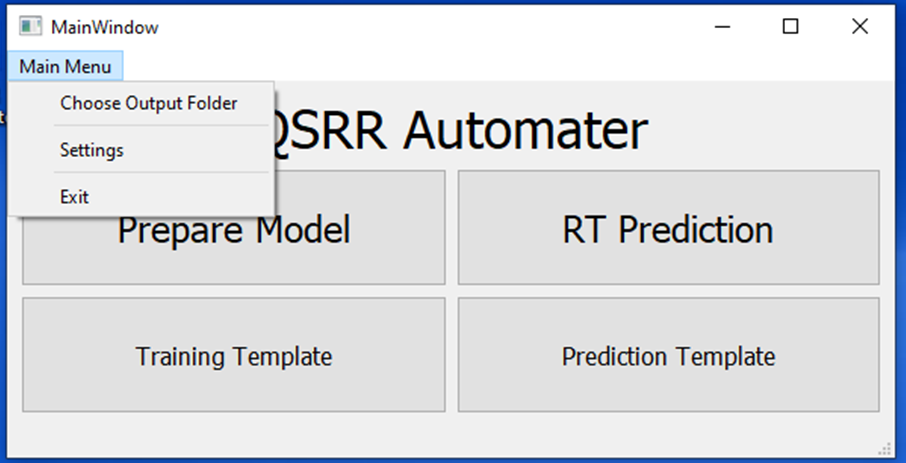 MainWindow
Main Menu
Choose Output Folder
Settings
Exit
QSRR Automater
Prepare Model
RT Prediction
Training Template
Prediction Template